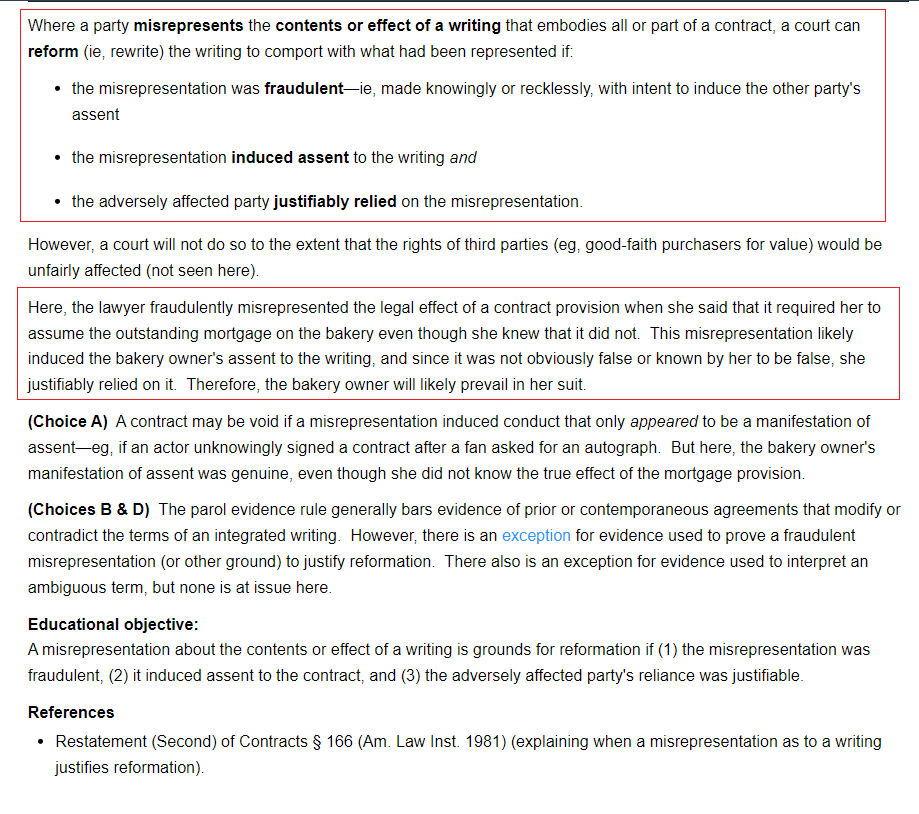 Where a party misrepresents the contents or effect of a writing that embodies all or part of a contract, a court can
reform (ie, rewrite) the writing to comport with what had been represented if:
• the misrepresentation was fraudulent—ie, made knowingly or recklessly, with intent to induce the other party's
assent
• the misrepresentation induced assent to the writing and
• the adversely affected party justifiably relied on the misrepresentation.
However, a court will not do so to the extent that the rights of third parties (eg, good-faith purchasers for value) would be
unfairly affected (not seen here).
Here, the lawyer fraudulently misrepresented the legal effect of a contract provision when she said that it required her to
assume the outstanding mortgage on the bakery even though she knew that it did not.  This misrepresentation likely
induced the bakery owner's assent to the writing, and since it was not obviously false or known by her to be false, she
justifiably relied on it.  Therefore, the bakery owner will likely prevail in her suit.
(Choice A)  A contract may be void if a misrepresentation induced conduct that only appeared to be a manifestation of
assent—eg, if an actor unknowingly signed a contract after a fan asked for an autograph.  But here, the bakery owner's
manifestation of assent was genuine, even though she did not know the true effect of the mortgage provision.
(Choices B & D)  The parol evidence rule generally bars evidence of prior or contemporaneous agreements that modify or
contradict the terms of an integrated writing.  However, there is an exception for evidence used to prove a fraudulent
misrepresentation (or other ground) to justify reformation.  There also is an exception for evidence used to interpret an
ambiguous term, but none is at issue here.
Educational objective:
A misrepresentation about the contents or effect of a writing is grounds for reformation if (1) the misrepresentation was
fraudulent, (2) it induced assent to the contract, and (3) the adversely affected party's reliance was justifiable.
References
• Restatement (Second) of Contracts § 166 (Am. Law Inst. 1981) (explaining when a misrepresentation as to a writing
justifies reformation).